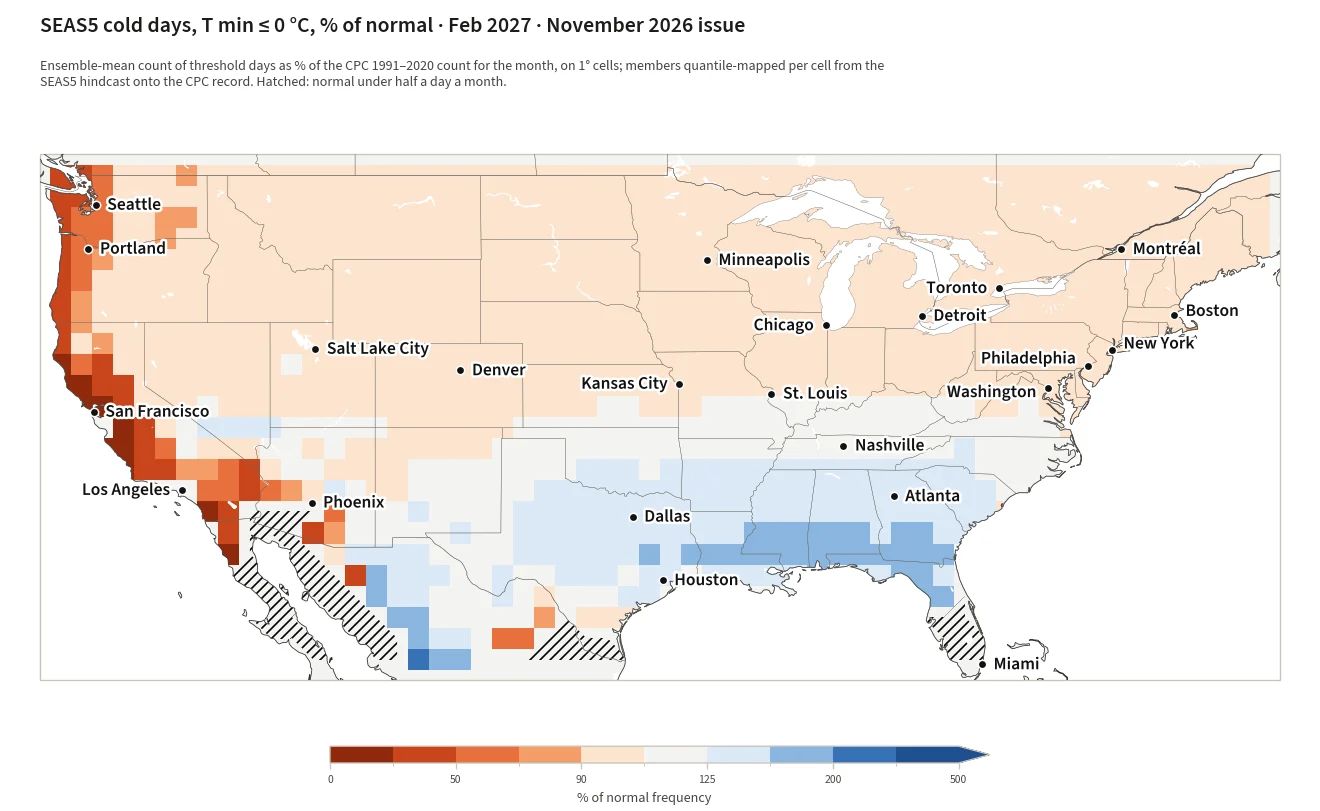 SEAS5 cold days, T min ≤ 0 °C, % of normal · Feb 2027 · November 2026 issue
Ensemble-mean count of threshold days as % of the CPC 1991–2020 count for the month, on 1° cells; members quantile-mapped per cell from the
SEAS5 hindcast onto the CPC record. Hatched: normal under half a day a month.
Seattle
Portland
Montréal
Minneapolis
Toronto
Boston
Detroit
Chicago
New York
Salt Lake City
Philadelphia
Denver
Kansas City
St. Louis
Washington
San Francisco
Nashville
Los Angeles
Phoenix
Atlanta
Dallas
Houston
Miami
0 50 90 125 200 500
% of normal frequency